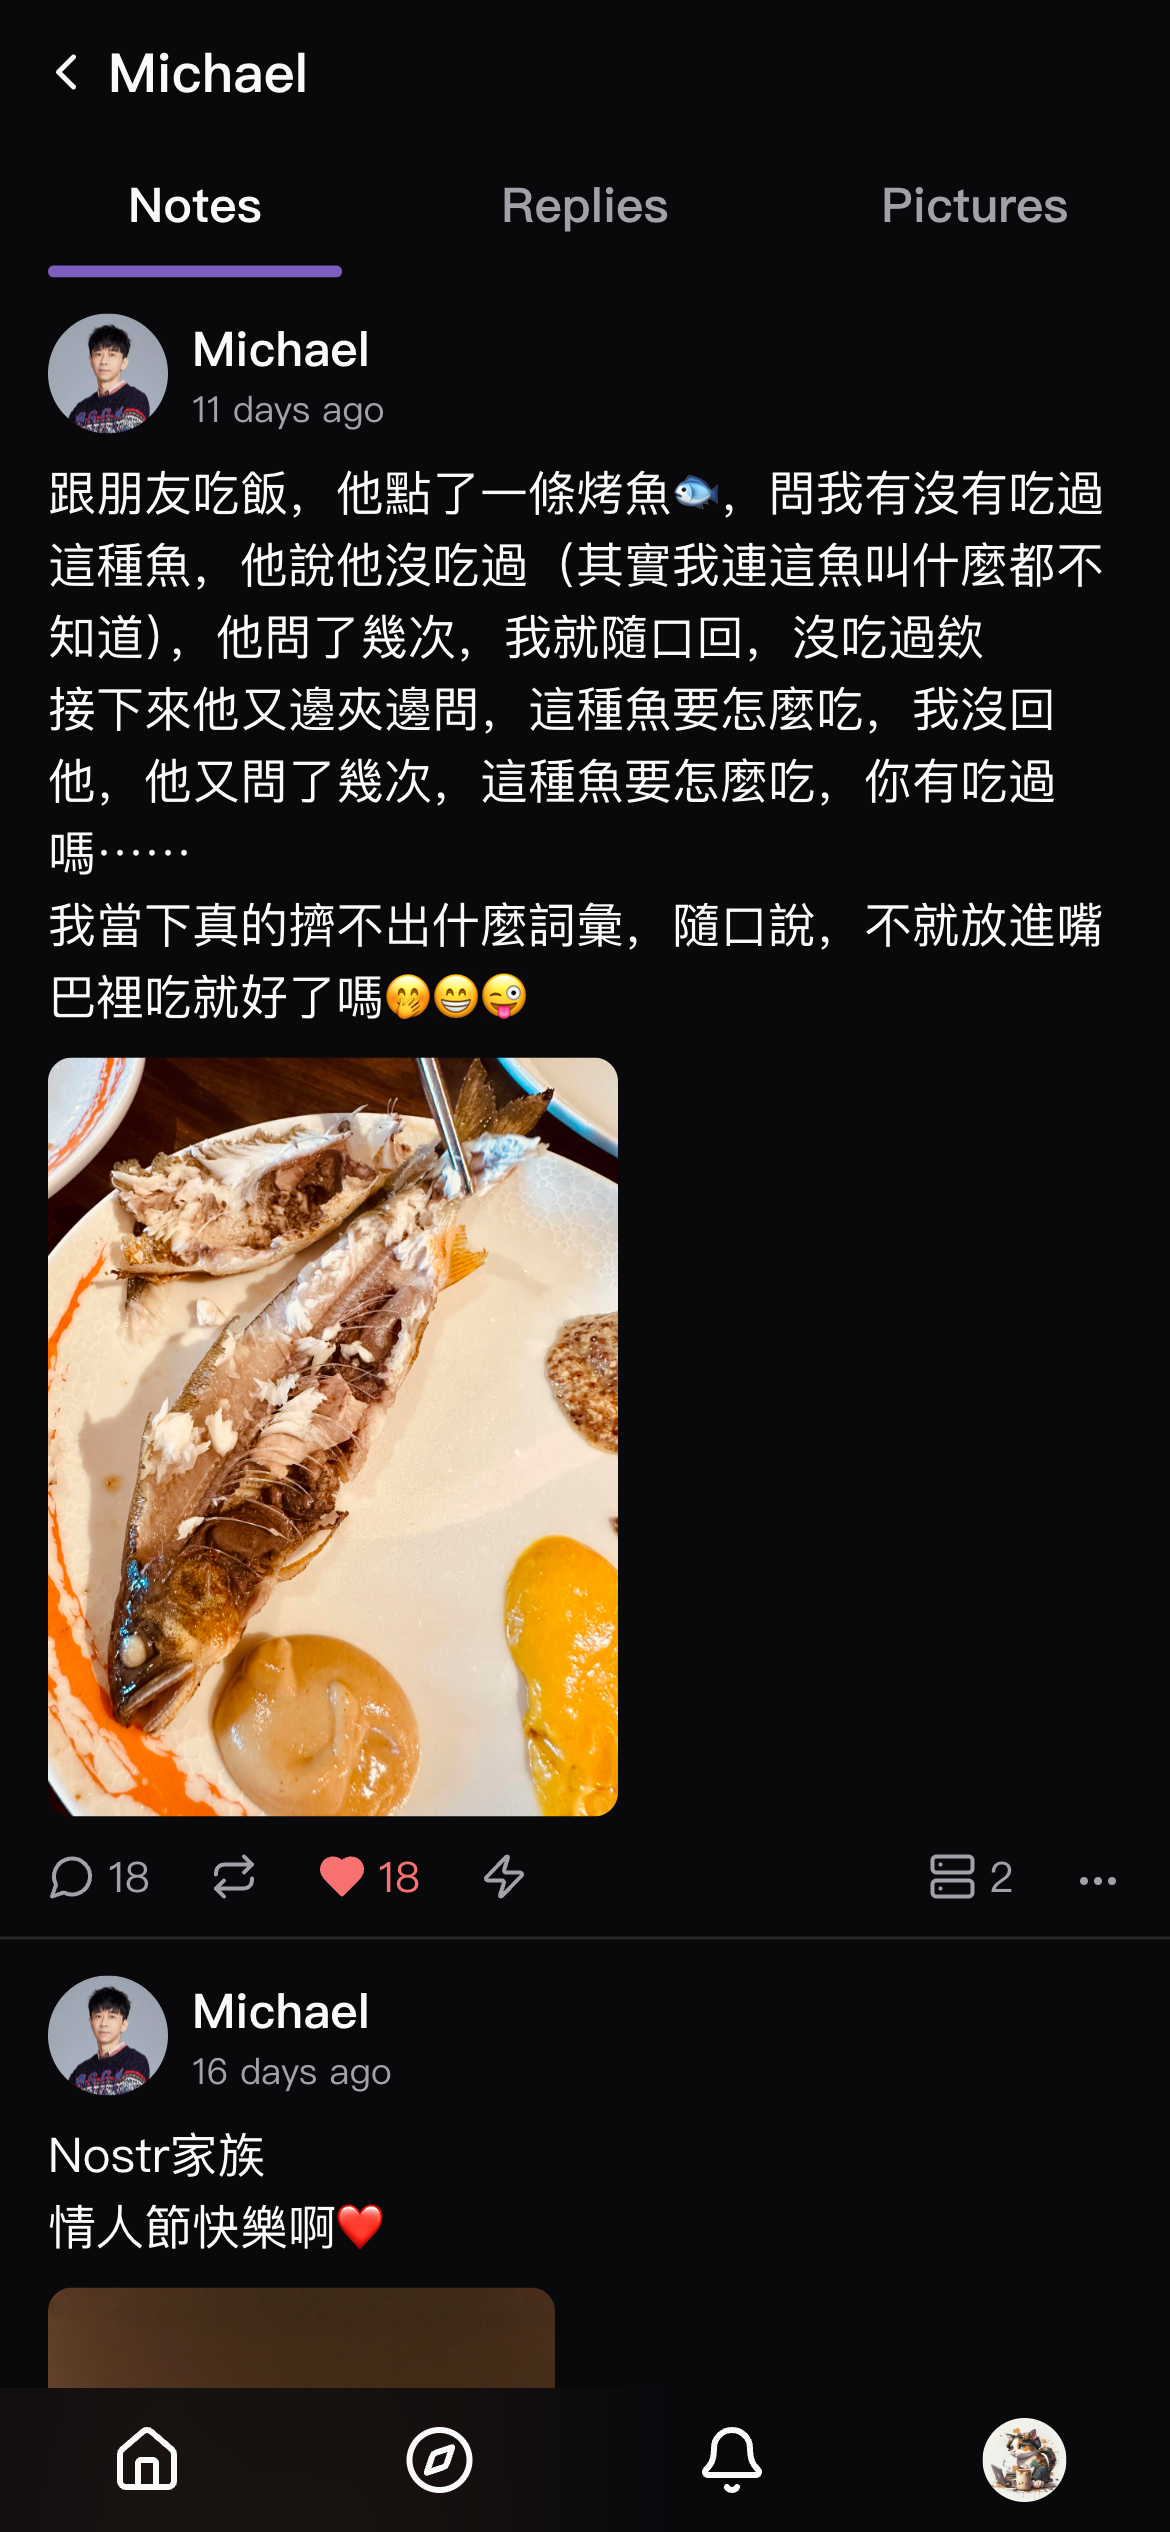 Michael
Notes
Replies
Pictures
Michael
11 days ago
跟朋友吃飯，他點了一條烤魚🐟，問我有沒有吃過
這種魚，他說他沒吃過（其實我連這魚叫什麼都不
知道），他問了幾次，我就隨口回，沒吃過欸
接下來他又邊夾邊問，這種魚要怎麼吃，我沒回
他，他又問了幾次，這種魚要怎麼吃，你有吃過
嗎⋯⋯
我當下真的擠不出什麼詞彙，隨口說，不就放進嘴
巴裡吃就好了嗎🤭😁😜
18
18
2
Michael
16 days ago
Nostr家族
情人節快樂啊❤️